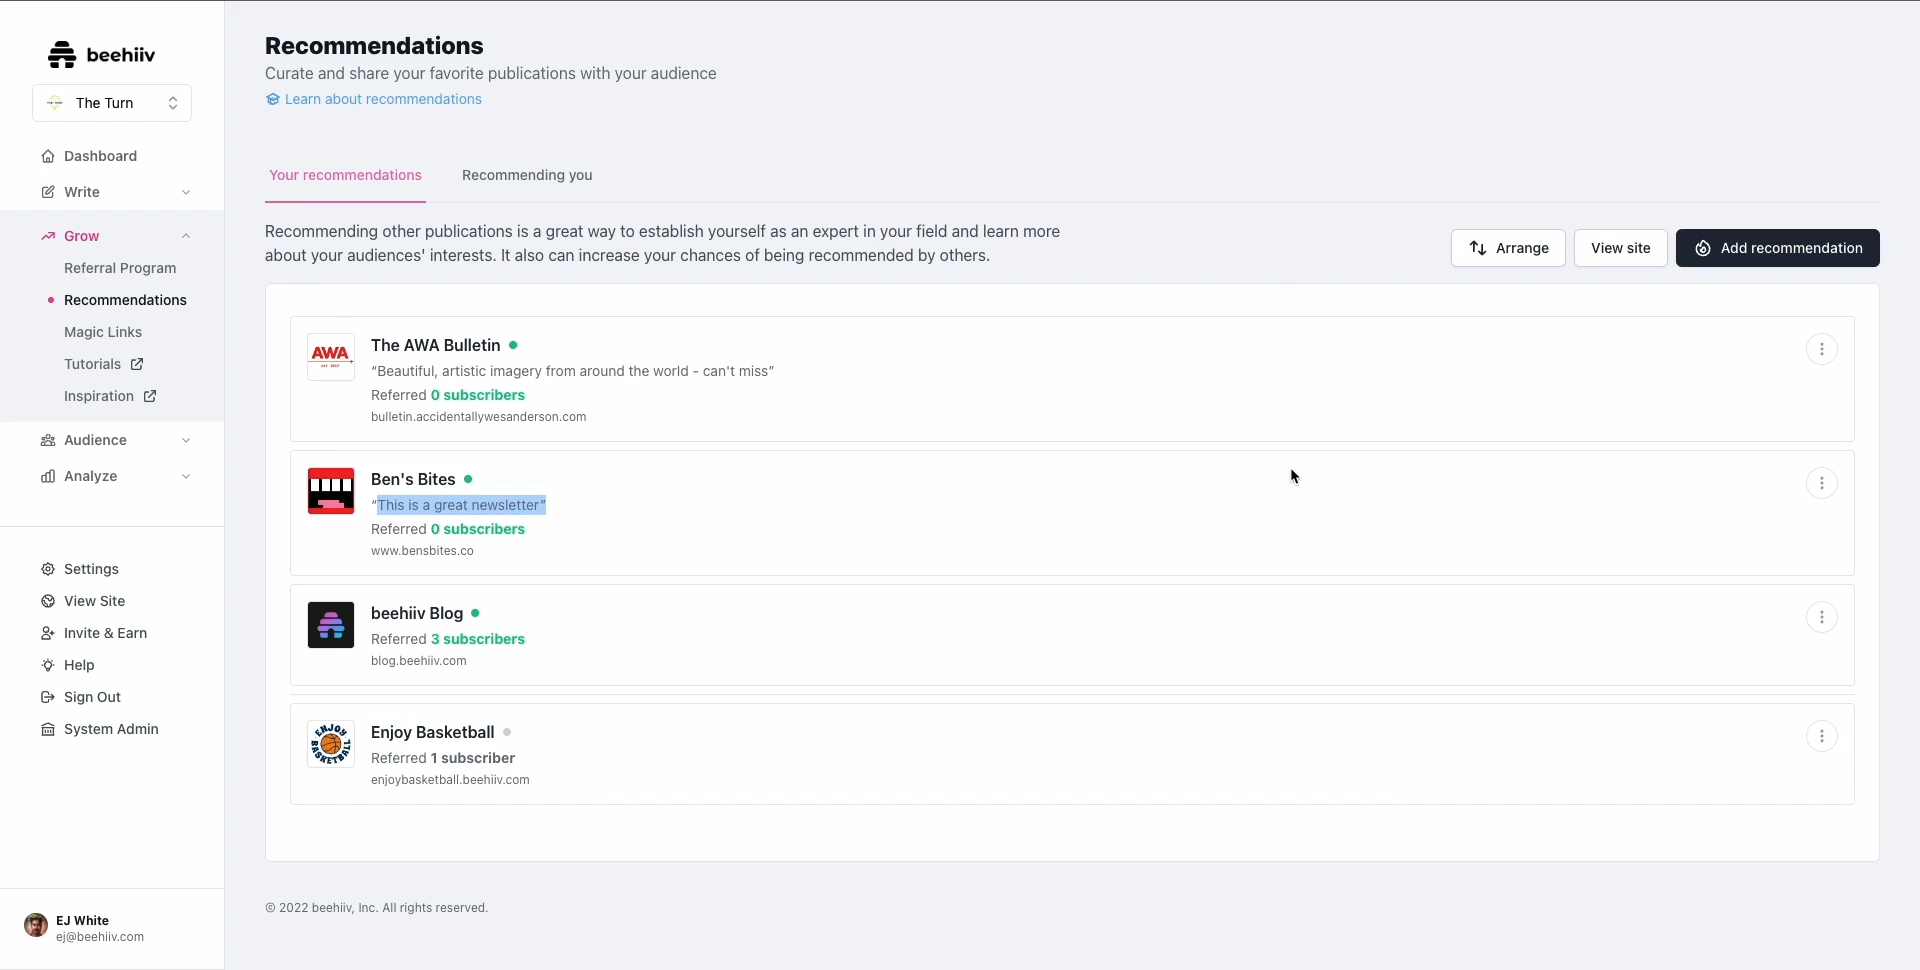 beehiiv
The Turn
Dashboard
Write
Grow
Referral Program
Recommendations
Magic Links
Tutorials
Inspiration
Audience
Analyze
Settings
View Site
Invite & Earn
Help
Sign Out
System Admin
EJ White
ej@beehiiv.com
Recommendations
Curate and share your favorite publications with your audience
Learn about recommendations
Your recommendations
Recommending you
Recommending other publications is a great way to establish yourself as an expert in your field and learn more
about your audiences' interests. It also can increase your chances of being recommended by others.
Arrange
View site
Add recommendation
AWA
The AWA Bulletin
“Beautiful, artistic imagery from around the world - can't miss”
Referred 0 subscribers
bulletin.accidentallywesanderson.com
Ben's Bites
“This is a great newsletter”
Referred 0 subscribers
www.bensbites.co
beehiiv Blog
Referred 3 subscribers
blog.beehiiv.com
ENJOY
BASKETBALL
Enjoy Basketball
Referred 1 subscriber
enjoybasketball.beehiiv.com
© 2022 beehiiv, Inc. All rights reserved.